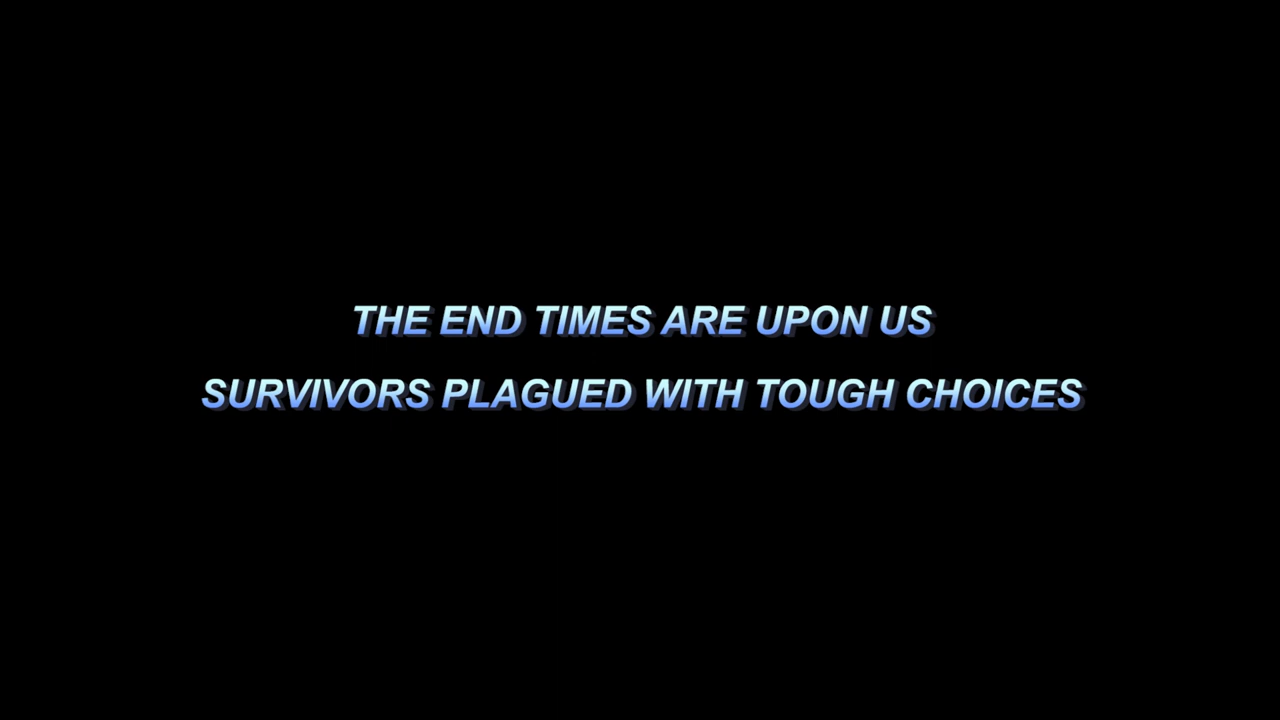 THE END TIMES ARE UPON US
SURVIVORS PLAGUED WITH TOUGH CHOICES